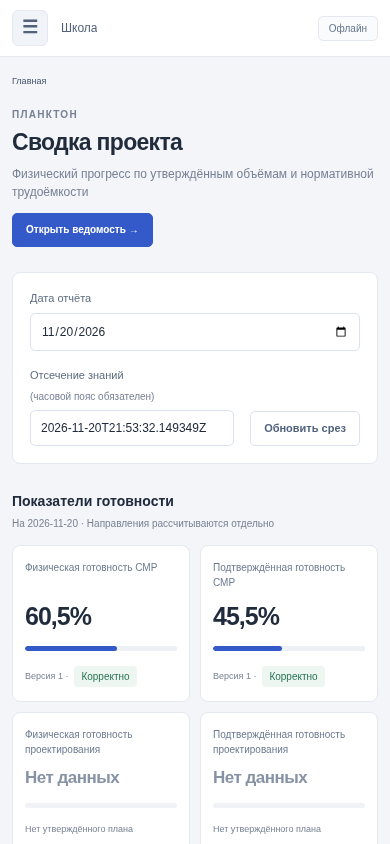 ☰ Школа Офлайн
Главная
ПЛАНКТОН
Сводка проекта
Физический прогресс по утверждённым объёмам и нормативной
трудоёмкости
Открыть ведомость →
Дата отчёта
11/20/2026
Отсечение знаний
(часовой пояс обязателен)
2026-11-20T21:53:32.149349Z Обновить срез
Показатели готовности
На 2026-11-20 · Направления рассчитываются отдельно
Физическая готовность СМР
60,5%
Версия 1 · Корректно
Подтверждённая готовность
СМР
45,5%
Версия 1 · Корректно
Физическая готовность
проектирования
Нет данных
Нет утверждённого плана
Подтверждённая готовность
проектирования
Нет данных
Нет утверждённого плана